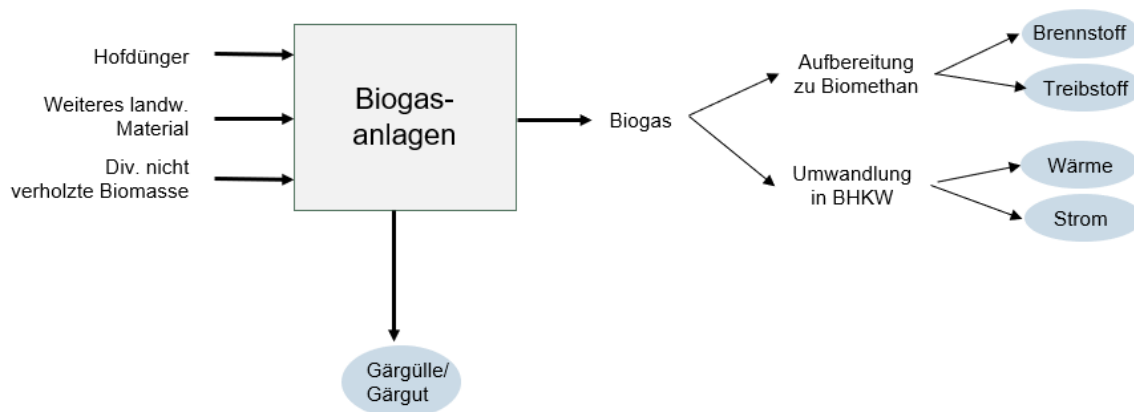 Hofdünger
Weiteres landw.
Material
Div. nicht
verholzte Biomasse
Biogas-
anlagen
Gärgülle/
Gärgut
Biogas
Aufbereitung
zu Biomethan
Brennstoff
Treibstoff
Umwandlung
in BHKW
Wärme
Strom